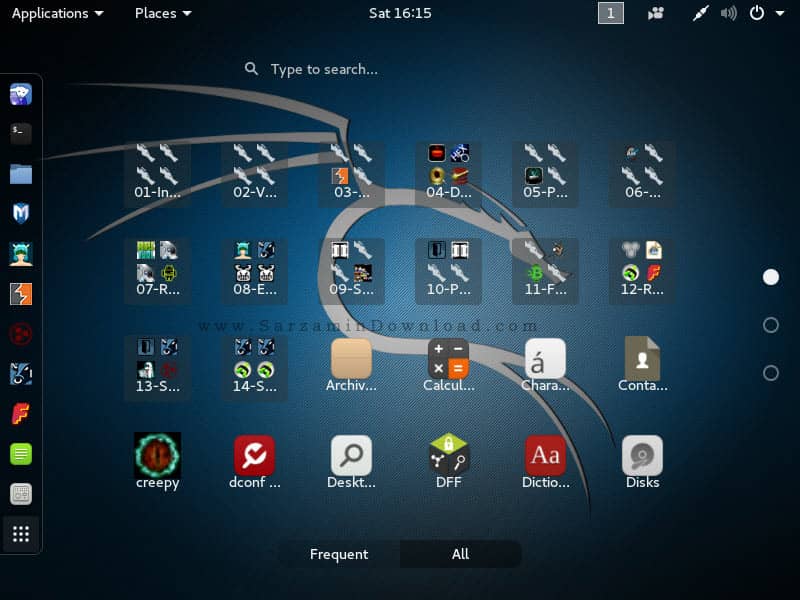 Applications Places Sat 16:15 1
Type to search...
01-In... 02-V... 03-... 04-D... 05-P... 06-...
07-R... 08-E... 09-S... 10-P... 11-F... 12-R...
www.SarzaminDownload.com
13-S... 14-S... Archiv... Calcul... Chara... Conta...
creepy dconf ... Deskt... DFF Dictio... Disks
Frequent All